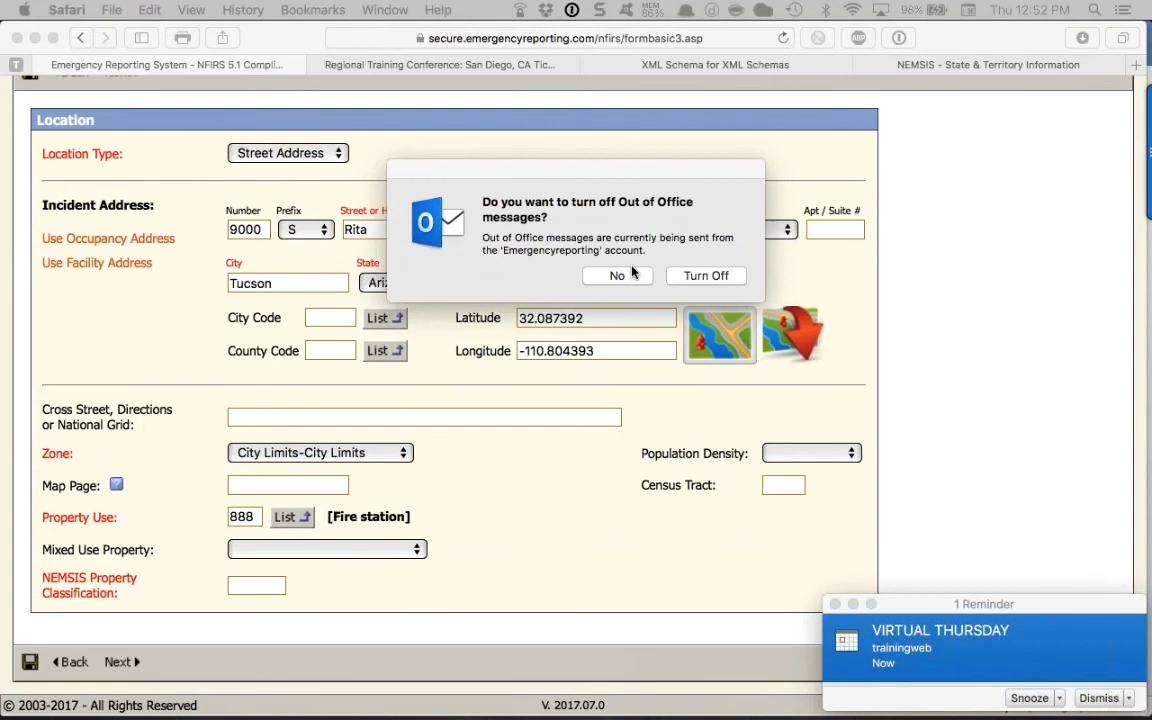 Safari File Edit View History Bookmarks Window Help MEM 86% 98% Thu 12:52 PM
secure.emergencyreporting.com/nfirs/formbasic3.asp ABP
T Emergency Reporting System - NFIRS 5.1 Compli... Regional Training Conference: San Diego, CA Tic... XML Schema for XML Schemas NEMSIS - State & Territory Information
Location
Location Type: Street Address
Incident Address: Number Prefix Street or H Apt / Suite #
9000 S Rita
Use Occupancy Address
Use Facility Address City State
Tucson Ari
Do you want to turn off Out of Office
messages?
Out of Office messages are currently being sent from
the 'Emergencyreporting' account.
No Turn Off
City Code List Latitude 32.087392
County Code List Longitude -110.804393
Cross Street, Directions
or National Grid:
Zone: City Limits-City Limits Population Density:
Map Page: ? Census Tract:
Property Use: 888 List [Fire station]
Mixed Use Property:
NEMSIS Property
Classification:
Back Next
1 Reminder
VIRTUAL THURSDAY
trainingweb
Now
Snooze Dismiss
© 2003-2017 - All Rights Reserved V. 2017.07.0